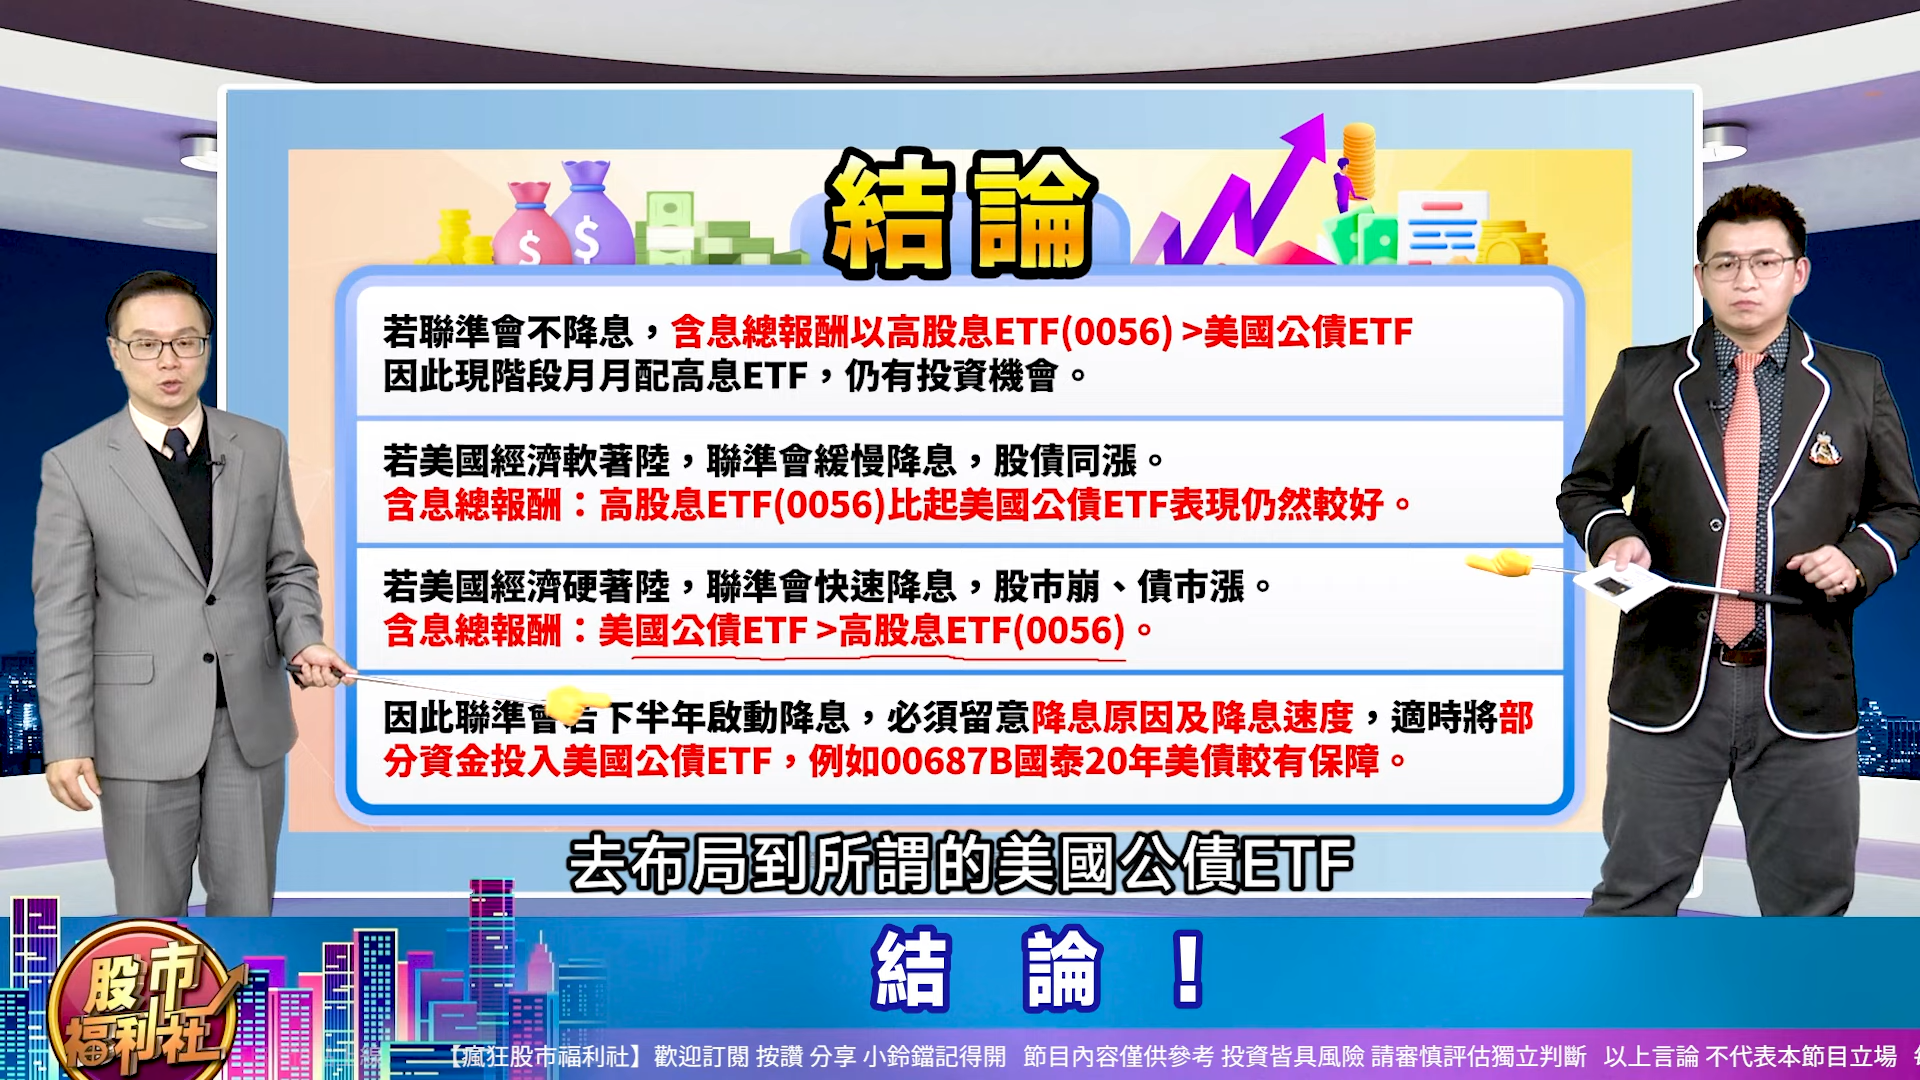 結論
若聯準會不降息，含息總報酬以高股息ETF(0056) >美國公債ETF
因此現階段月月配高息ETF，仍有投資機會。
若美國經濟軟著陸，聯準會緩慢降息，股債同漲。
含息總報酬：高股息ETF(0056)比起美國公債ETF表現仍然較好。
若美國經濟硬著陸，聯準會快速降息，股市崩、債市漲。
含息總報酬：美國公債ETF >高股息ETF(0056)。
因此聯準會若下半年啟動降息，必須留意降息原因及降息速度，適時將部
分資金投入美國公債ETF，例如00687B國泰20年美債較有保障。
$ $
去布局到所謂的美國公債ETF
結論！
股市
福利社
【瘋狂股市福利社】歡迎訂閱 按讚 分享 小鈴鐺記得開 節目內容僅供參考 投資皆具風險 請審慎評估獨立判斷 以上言論 不代表本節目立場